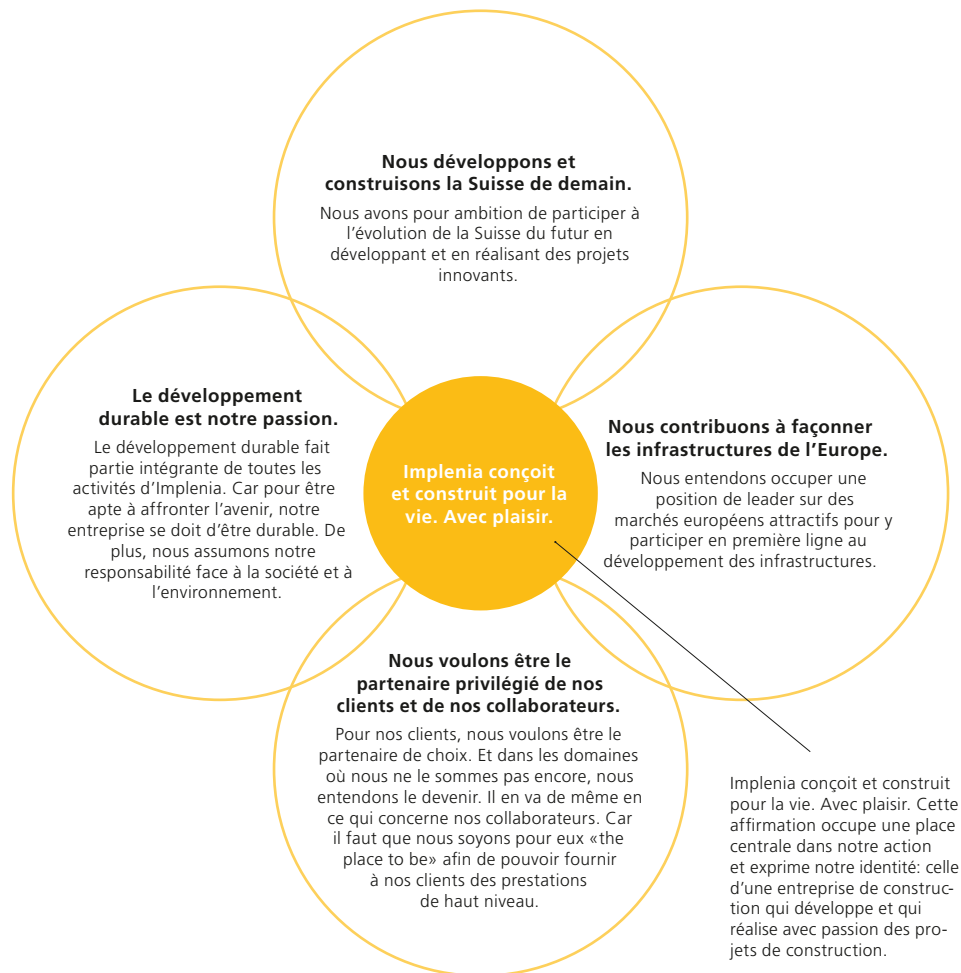 Nous développons et
construisons la Suisse de demain.
Nous avons pour ambition de participer à
l’évolution de la Suisse du futur en
développant et en réalisant des projets
innovants.
Le développement
durable est notre passion.
Le développement durable fait
partie intégrante de toutes les
activités d’Implenia. Car pour être
apte à affronter l’avenir, notre
entreprise se doit d’être durable. De
plus, nous assumons notre
responsabilité face à la société et à
l’environnement.
Implenia conçoit
et construit pour la
vie. Avec plaisir.
Nous contribuons à façonner
les infrastructures de l’Europe.
Nous entendons occuper une
position de leader sur des
marchés européens attractifs pour y
participer en première ligne au
développement des infrastructures.
Nous voulons être le
partenaire privilégié de nos
clients et de nos collaborateurs.
Pour nos clients, nous voulons être le
partenaire de choix. Et dans les domaines
où nous ne le sommes pas encore, nous
entendons le devenir. Il en va de même en
ce qui concerne nos collaborateurs. Car
il faut que nous soyons pour eux «the
place to be» afin de pouvoir fournir
à nos clients des prestations
de haut niveau.
Implenia conçoit et construit
pour la vie. Avec plaisir. Cette
affirmation occupe une place
centrale dans notre action
et exprime notre identité: celle
d’une entreprise de construc-
tion qui développe et qui
réalise avec passion des pro-
jets de construction.